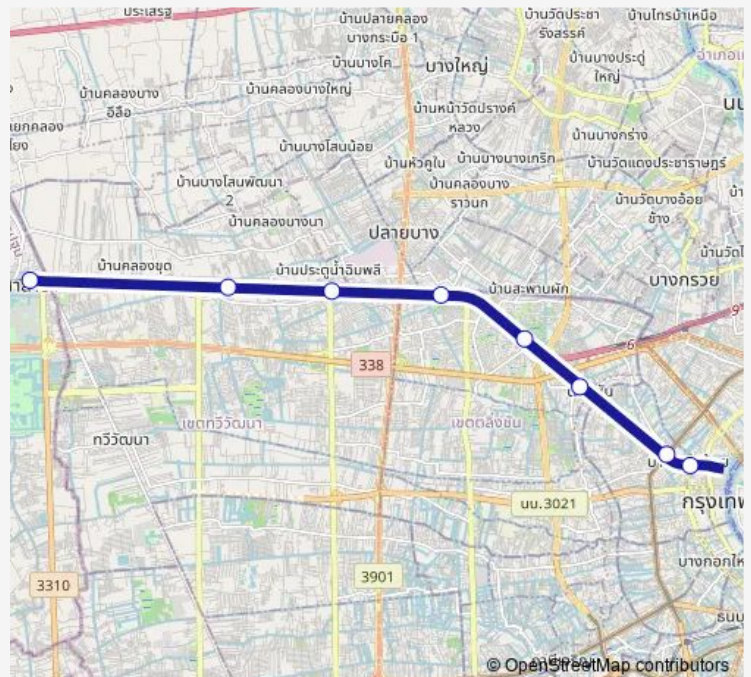 ประเสริฐ
บ้านปลายคลอง
บางกระบือ 1
บ้านวัดประชา
รังสรรค์
บ้านไทรม้าเหนือ
บ้านบางโค
บางใหญ่
บ้านบางประดู่
ใหญ่
บ้านคลองบาง
อีลือ
บ้านคลองบางใหญ่
บ้านหน้าวัดปรางค์
หลวง
บ้านบางกร่าง
บ้านบางโสนน้อย
บ้านหัวคูใน
บ้านบางนางเกริก
บ้านวัดแดงประชาราษฎร์
บ้านบางโสนพัฒนา
2
บ้านคลองบาง
ราวนก
บ้านวัดบางอ้อย
ช้าง
บ้านคลองนางนา
ปลายบาง
บ้านคลองขุด
บ้านประตูน้ำฉิมพลี
บ้านสะพานผัก
บางกรวย
9
6
338
ทวีวัฒนา
เขตทวีวัฒนา
เขตตลิ่งชัน
นบ.3021
กรุงเทพ
3901
3310
บางกอกให
ธนบ
© OpenStreetMap contributors